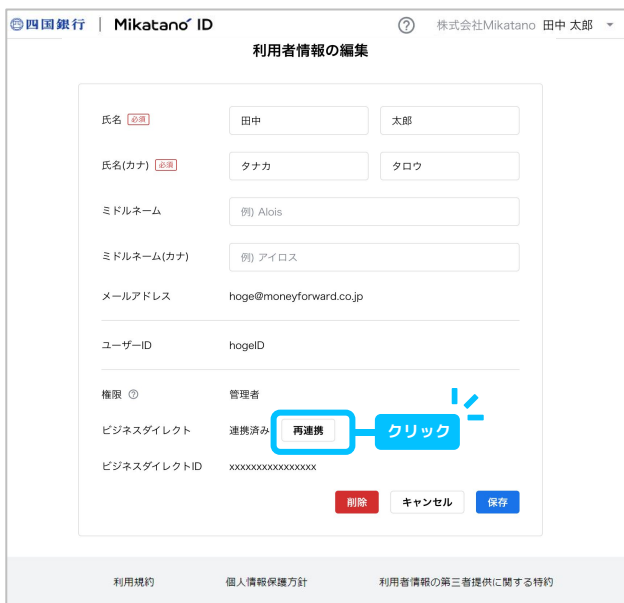 四国銀行 | Mikatano ID
? 株式会社Mikatano 田中 太郎
利用者情報の編集
氏名 必須 田中 太郎
氏名(カナ) 必須 タナカ タロウ
ミドルネーム 例) Alois
ミドルネーム(カナ) 例) アイロス
メールアドレス hoge@moneyforward.co.jp
ユーザーID hogeID
権限 ? 管理者
ビジネスダイレクト 連携済み 再連携 クリック
ビジネスダイレクトID xxxxxxxxxxxxxxxx
削除 キャンセル 保存
利用規約 個人情報保護方針 利用者情報の第三者提供に関する特約